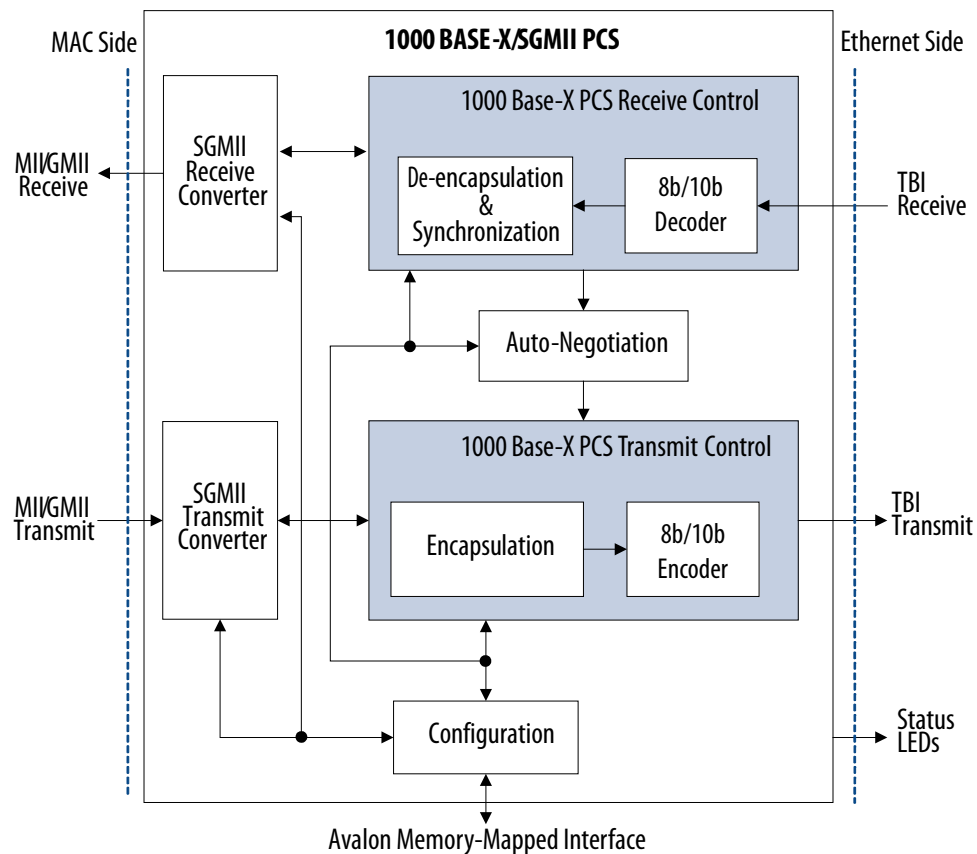 MAC Side
1000 BASE-X/SGMII PCS
Ethernet Side
1000 Base-X PCS Receive Control
MII/GMII
Receive
SGMII
Receive
Converter
De-encapsulation
&
Synchronization
8b/10b
Decoder
TBI
Receive
Auto-Negotiation
1000 Base-X PCS Transmit Control
MII/GMII
Transmit
SGMII
Transmit
Converter
Encapsulation
8b/10b
Encoder
TBI
Transmit
Configuration
Status
LEDs
Avalon Memory-Mapped Interface